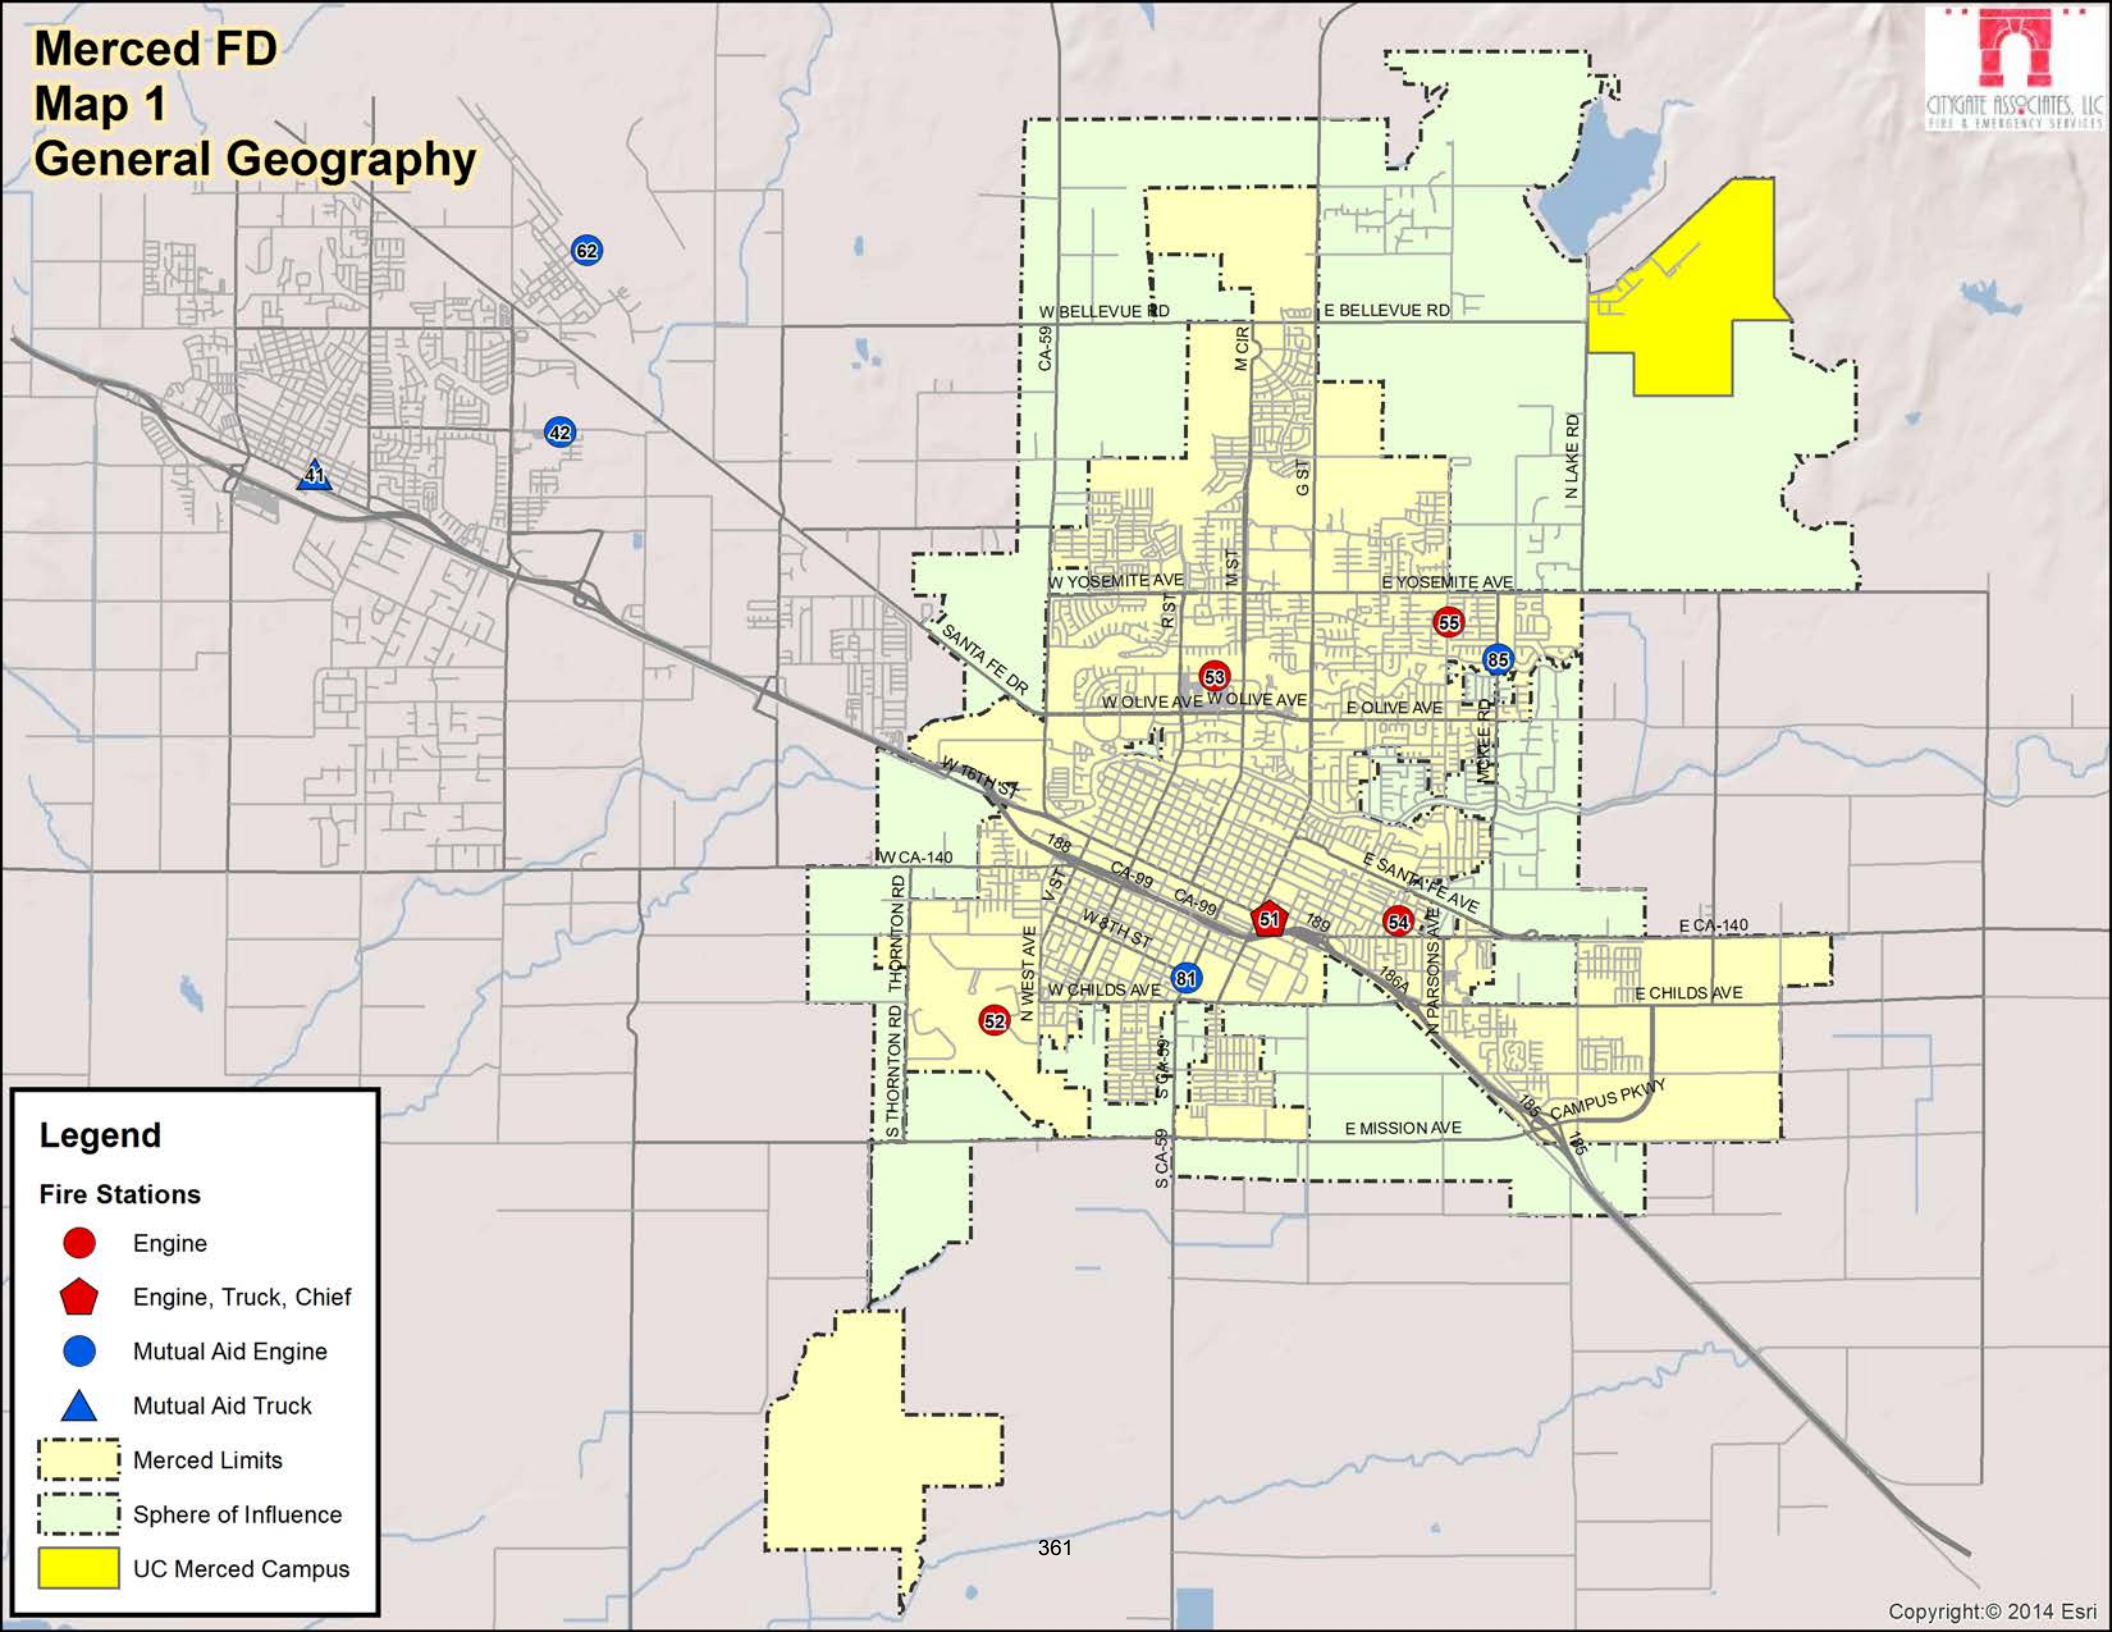 Merced FD
Map 1
General Geography
CITYGATE ASSOCIATES, LLC
FIRE & EMERGENCY SERVICES
62
42
41
W BELLEVUE RD
E BELLEVUE RD
CA-59
M CIR
G ST
N LAKE RD
W YOSEMITE AVE
E YOSEMITE AVE
M ST
R ST
55
85
53
SANTA FE DR
W OLIVE AVE
W OLIVE AVE
E OLIVE AVE
MCKEE RD
W 16TH ST
188
W CA-140
CA-99
CA-99
E SANTA FE AVE
V ST
W 8TH ST
51
189
54
E CA-140
N THORNTON RD
N WEST AVE
N PARSONS AVE
81
186A
W CHILDS AVE
E CHILDS AVE
52
S THORNTON RD
S CA-59
185
CAMPUS PKWY
E MISSION AVE
185
S CA-59
Legend
Fire Stations
Engine
Engine, Truck, Chief
Mutual Aid Engine
Mutual Aid Truck
Merced Limits
Sphere of Influence
UC Merced Campus
361
Copyright:© 2014 Esri